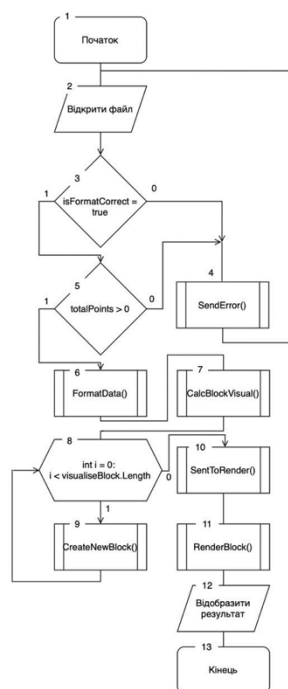 1
Початок
2
Відкрити файл
3
1
0
isFormatCorrect =
true
5
4
1
0
totalPoints > 0
SendError()
6
7
FormatData()
CalcBlockVisual()
8
10
int i = 0:
i < visualiseBlock.Length
0
SentToRender()
1
9
11
CreateNewBlock()
RenderBlock()
12
Відобразити
результат
13
Кінець